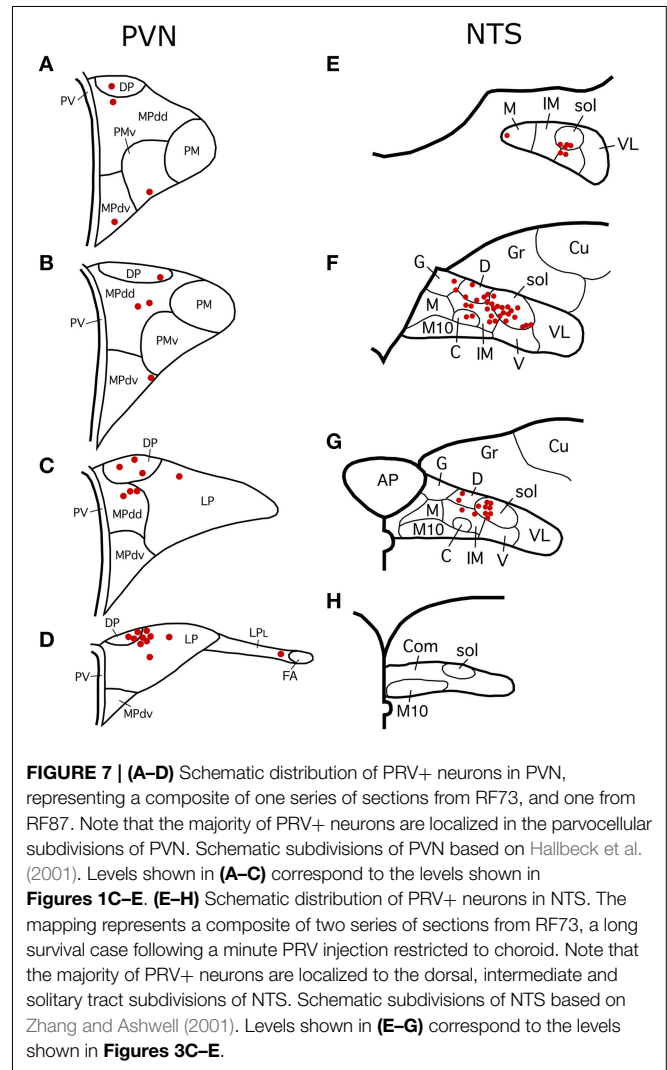 PVN
NTS
A
DP
PV
MPdd
PMv
PM
MPdv
B
DP
MPdd
PM
PV
PMv
MPdv
C
DP
PV
MPdd
LP
MPdv
D
DP
LP
LPL
PV
FA
MPdv
E
M
IM
sol
VL
F
G
D
Gr
Cu
sol
M
M10
C
IM
V
VL
G
AP
G
D
Gr
Cu
sol
M
M10
C
IM
V
VL
H
Com
sol
M10
FIGURE 7 | (A–D) Schematic distribution of PRV+ neurons in PVN,
representing a composite of one series of sections from RF73, and one from
RF87. Note that the majority of PRV+ neurons are localized in the parvocellular
subdivisions of PVN. Schematic subdivisions of PVN based on Hallbeck et al.
(2001). Levels shown in (A–C) correspond to the levels shown in
Figures 1C–E. (E–H) Schematic distribution of PRV+ neurons in NTS. The
mapping represents a composite of two series of sections from RF73, a long
survival case following a minute PRV injection restricted to choroid. Note that
the majority of PRV+ neurons are localized to the dorsal, intermediate and
solitary tract subdivisions of NTS. Schematic subdivisions of NTS based on
Zhang and Ashwell (2001). Levels shown in (E–G) correspond to the levels
shown in Figures 3C–E.